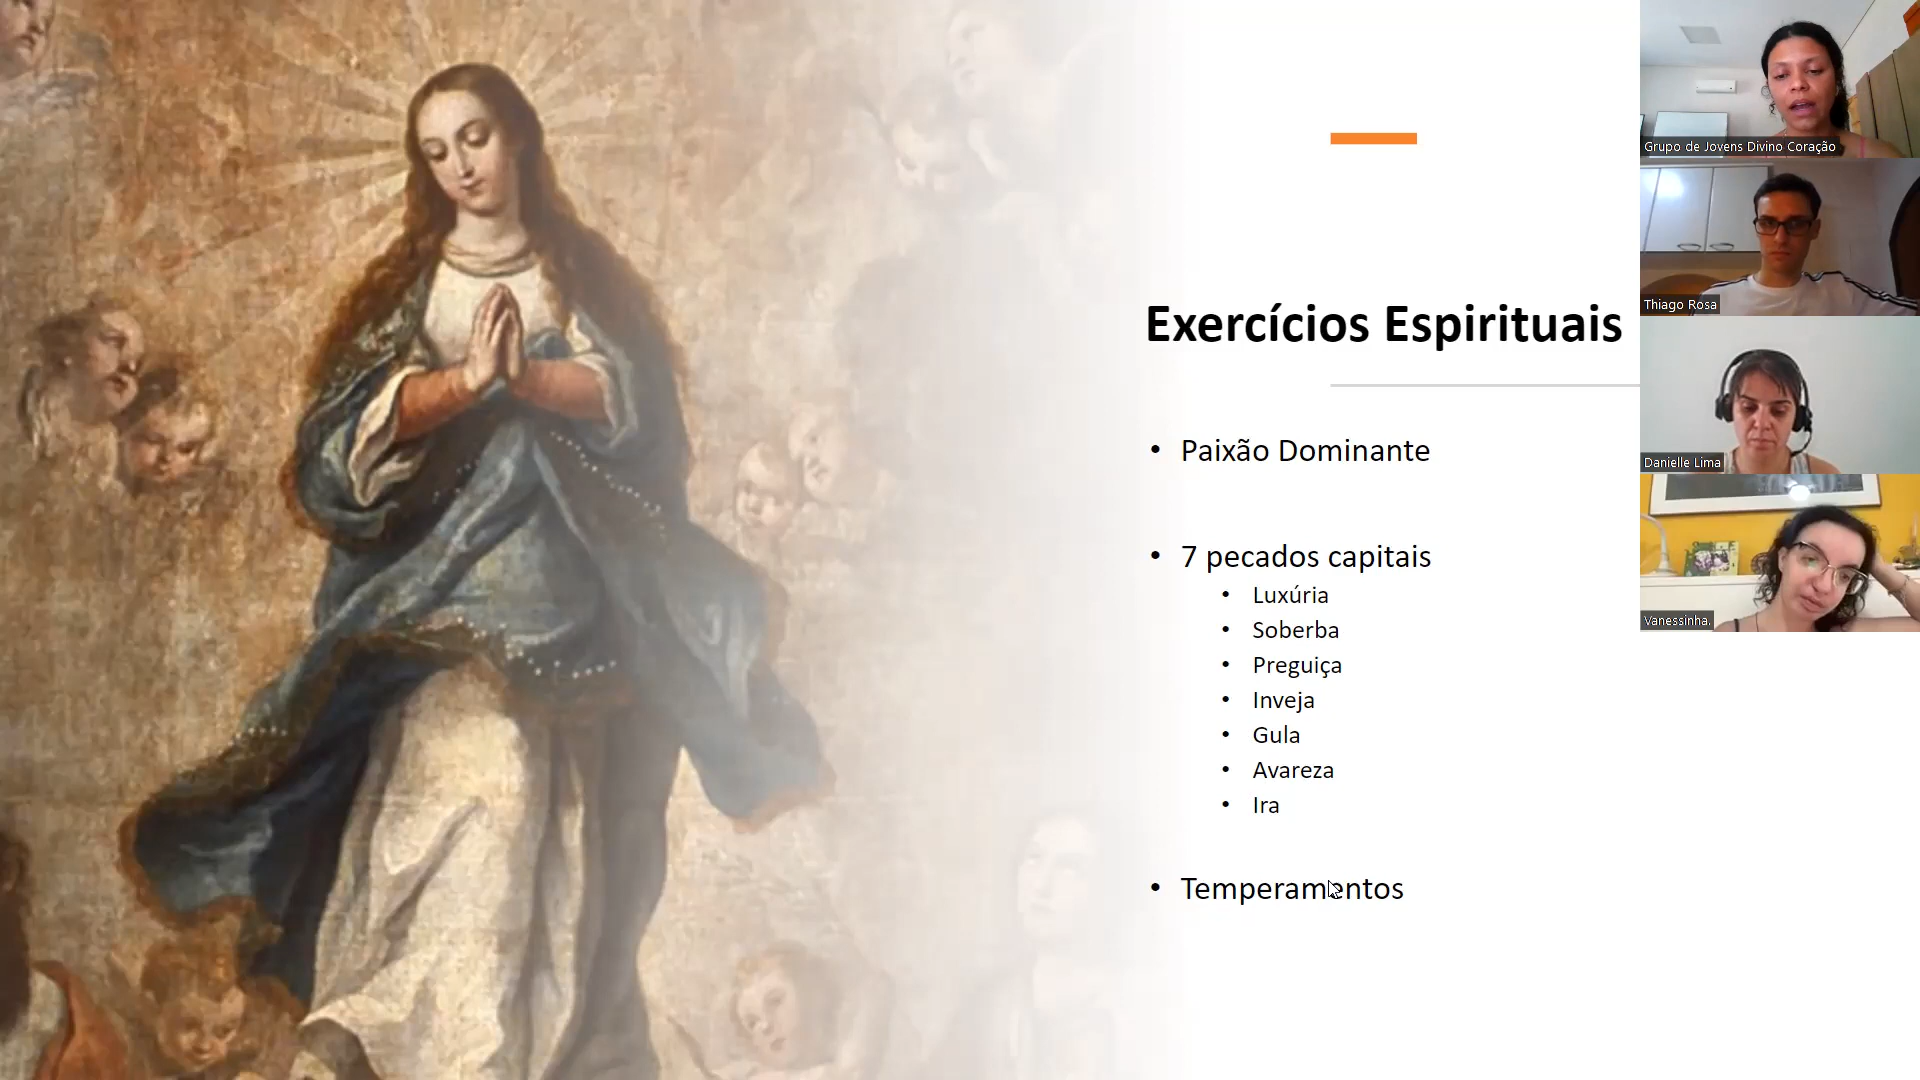 Exercícios Espirituais
• Paixão Dominante
• 7 pecados capitais
• Luxúria
• Soberba
• Preguiça
• Inveja
• Gula
• Avareza
• Ira
• Temperamentos
Grupo de Jovens Divino Coração
Thiago Rosa
Danielle Lima
Vanessinha.